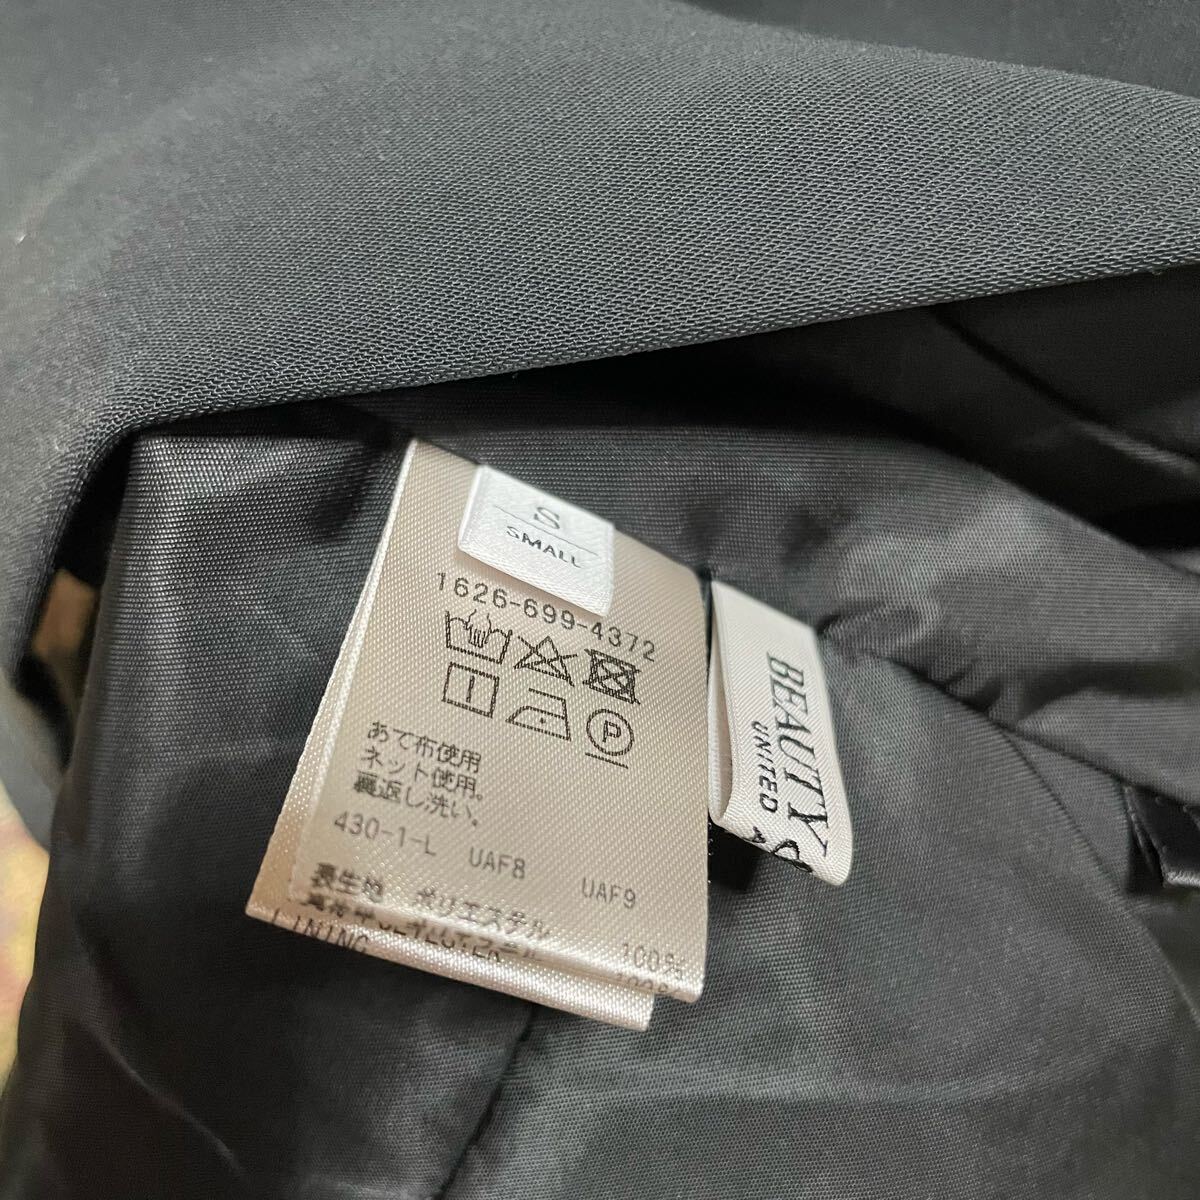 S
SMALL
1626-699-4372
P
あて布使用
ネット使用。
裏返し洗い。
430-1-L UAF8 UAF9
表生地 ポリエステル 100%
LINING
BEAUTY &
UNITED